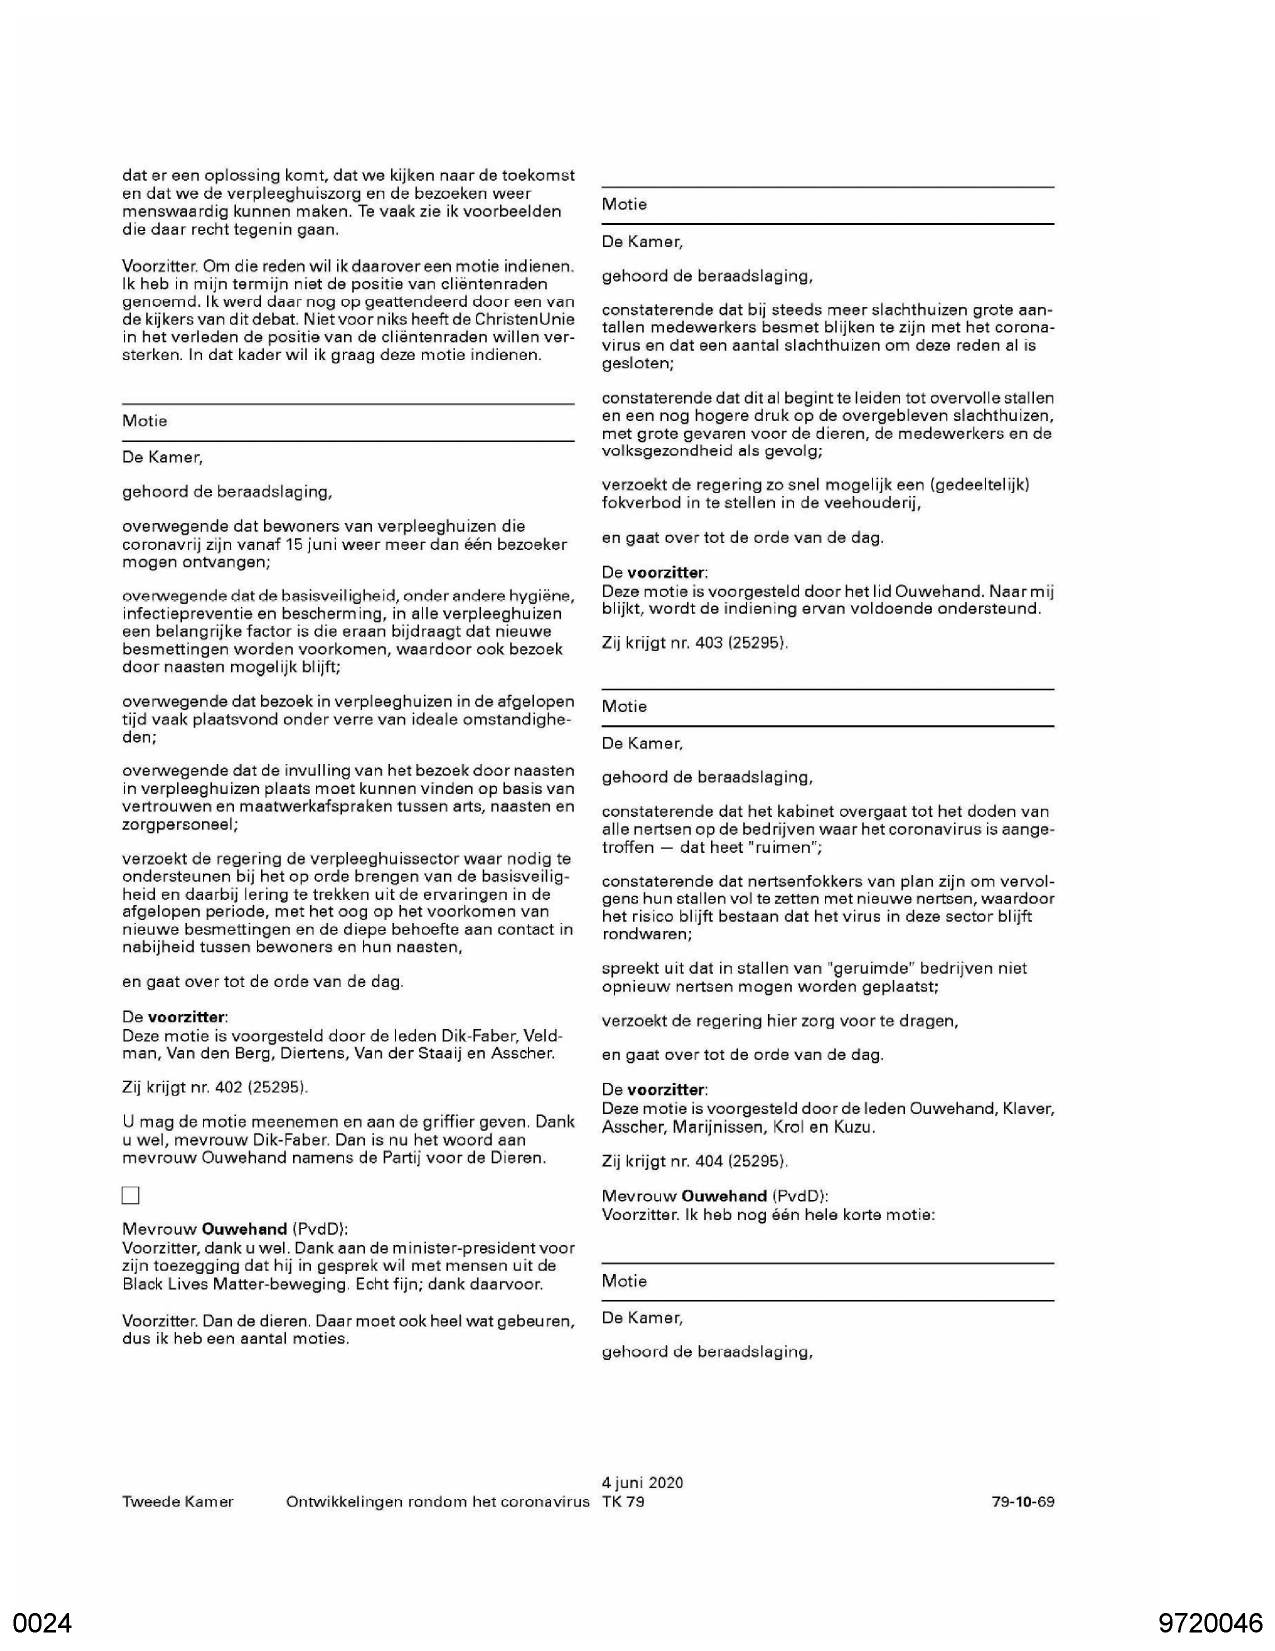 dat er een oplossing komt, dat we kijken naar de toekomst
en dat we de verpleeghuiszorg en de bezoeken weer
menswaardig kunnen maken. Te vaak zie ik voorbeelden
die daar recht tegenin gaan.
Voorzitter. Om die reden wil ik daarover een motie indienen.
Ik heb in mijn termijn niet de positie van cliëntenraden
genoemd. Ik werd daar nog op geattendeerd door een van
de kijkers van dit debat. Niet voor niks heeft de ChristenUnie
in het verleden de positie van de cliëntenraden willen ver-
sterken. In dat kader wil ik graag deze motie indienen.
Motie
De Kamer,
gehoord de beraadslaging,
overwegende dat bewoners van verpleeghuizen die
coronavrij zijn vanaf 15 juni weer meer dan één bezoeker
mogen ontvangen;
overwegende dat de basisveiligheid, onder andere hygiëne,
infectiepreventie en bescherming, in alle verpleeghuizen
een belangrijke factor is die eraan bijdraagt dat nieuwe
besmettingen worden voorkomen, waardoor ook bezoek
door naasten mogelijk blijft;
overwegende dat bezoek in verpleeghuizen in de afgelopen
tijd vaak plaatsvond onder verre van ideale omstandighe-
den;
overwegende dat de invulling van het bezoek door naasten
in verpleeghuizen plaats moet kunnen vinden op basis van
vertrouwen en maatwerkafspraken tussen arts, naasten en
zorgpersoneel;
verzoekt de regering de verpleeghuissector waar nodig te
ondersteunen bij het op orde brengen van de basisveilig-
heid en daarbij lering te trekken uit de ervaringen in de
afgelopen periode, met het oog op het voorkomen van
nieuwe besmettingen en de diepe behoefte aan contact in
nabijheid tussen bewoners en hun naasten,
en gaat over tot de orde van de dag.
De voorzitter:
Deze motie is voorgesteld door de leden Dik-Faber, Veld-
man, Van den Berg, Diertens, Van der Staaij en Asscher.
Zij krijgt nr. 402 (25295).
U mag de motie meenemen en aan de griffier geven. Dank
u wel, mevrouw Dik-Faber. Dan is nu het woord aan
mevrouw Ouwehand namens de Partij voor de Dieren.
Mevrouw Ouwehand (PvdD):
Voorzitter, dank u wel. Dank aan de minister-president voor
zijn toezegging dat hij in gesprek wil met mensen uit de
Black Lives Matter-beweging. Echt fijn; dank daarvoor.
Voorzitter. Dan de dieren. Daar moet ook heel wat gebeuren,
dus ik heb een aantal moties.
Motie
De Kamer,
gehoord de beraadslaging,
constaterende dat bij steeds meer slachthuizen grote aan-
tallen medewerkers besmet blijken te zijn met het corona-
virus en dat een aantal slachthuizen om deze reden al is
gesloten;
constaterende dat dit al begint te leiden tot overvolle stallen
en een nog hogere druk op de overgebleven slachthuizen,
met grote gevaren voor de dieren, de medewerkers en de
volksgezondheid als gevolg;
verzoekt de regering zo snel mogelijk een (gedeeltelijk)
fokverbod in te stellen in de veehouderij,
en gaat over tot de orde van de dag.
De voorzitter:
Deze motie is voorgesteld door het lid Ouwehand. Naar mij
blijkt, wordt de indiening ervan voldoende ondersteund.
Zij krijgt nr. 403 (25295).
Motie
De Kamer,
gehoord de beraadslaging,
constaterende dat het kabinet overgaat tot het doden van
alle nertsen op de bedrijven waar het coronavirus is aange-
troffen — dat heet "ruimen";
constaterende dat nertsenfokkers van plan zijn om vervol-
gens hun stallen vol te zetten met nieuwe nertsen, waardoor
het risico blijft bestaan dat het virus in deze sector blijft
rondwaren;
spreekt uit dat in stallen van "geruimde" bedrijven niet
opnieuw nertsen mogen worden geplaatst;
verzoekt de regering hier zorg voor te dragen,
en gaat over tot de orde van de dag.
De voorzitter:
Deze motie is voorgesteld door de leden Ouwehand, Klaver,
Asscher, Marijnissen, Krol en Kuzu.
Zij krijgt nr. 404 (25295).
Mevrouw Ouwehand (PvdD):
Voorzitter. Ik heb nog één hele korte motie:
Motie
De Kamer,
gehoord de beraadslaging,
4 juni 2020
Tweede Kamer Ontwikkelingen rondom het coronavirus TK 79 79-10-69
0024 9720046